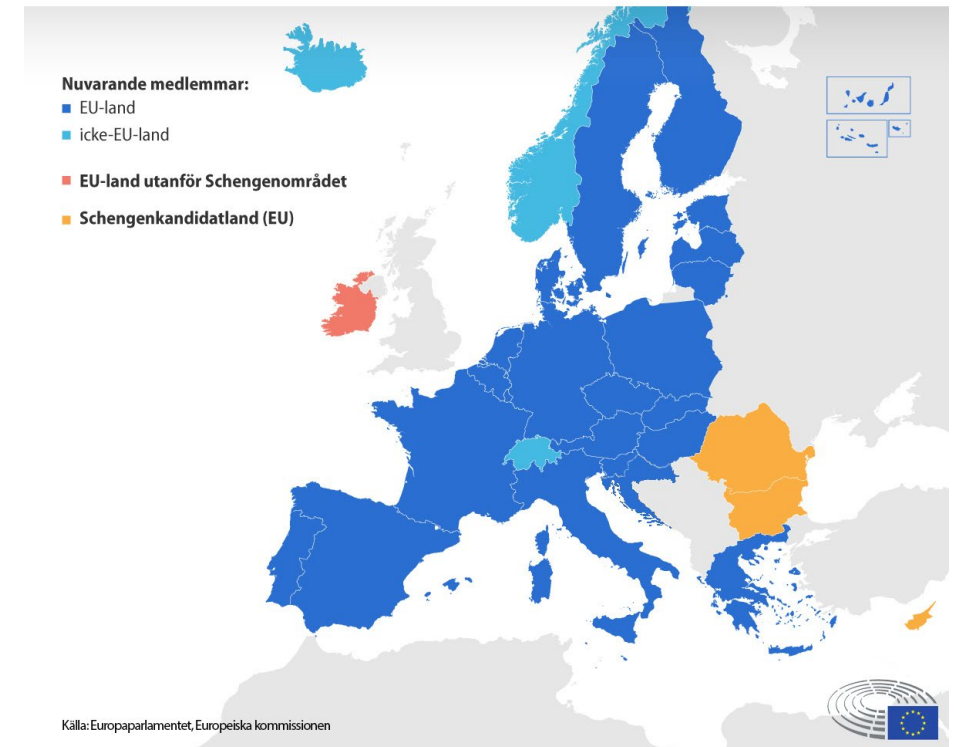 Nuvarande medlemmar:
EU-land
icke-EU-land
EU-land utanför Schengenområdet
Schengenkandidatland (EU)
Källa: Europaparlamentet, Europeiska kommissionen